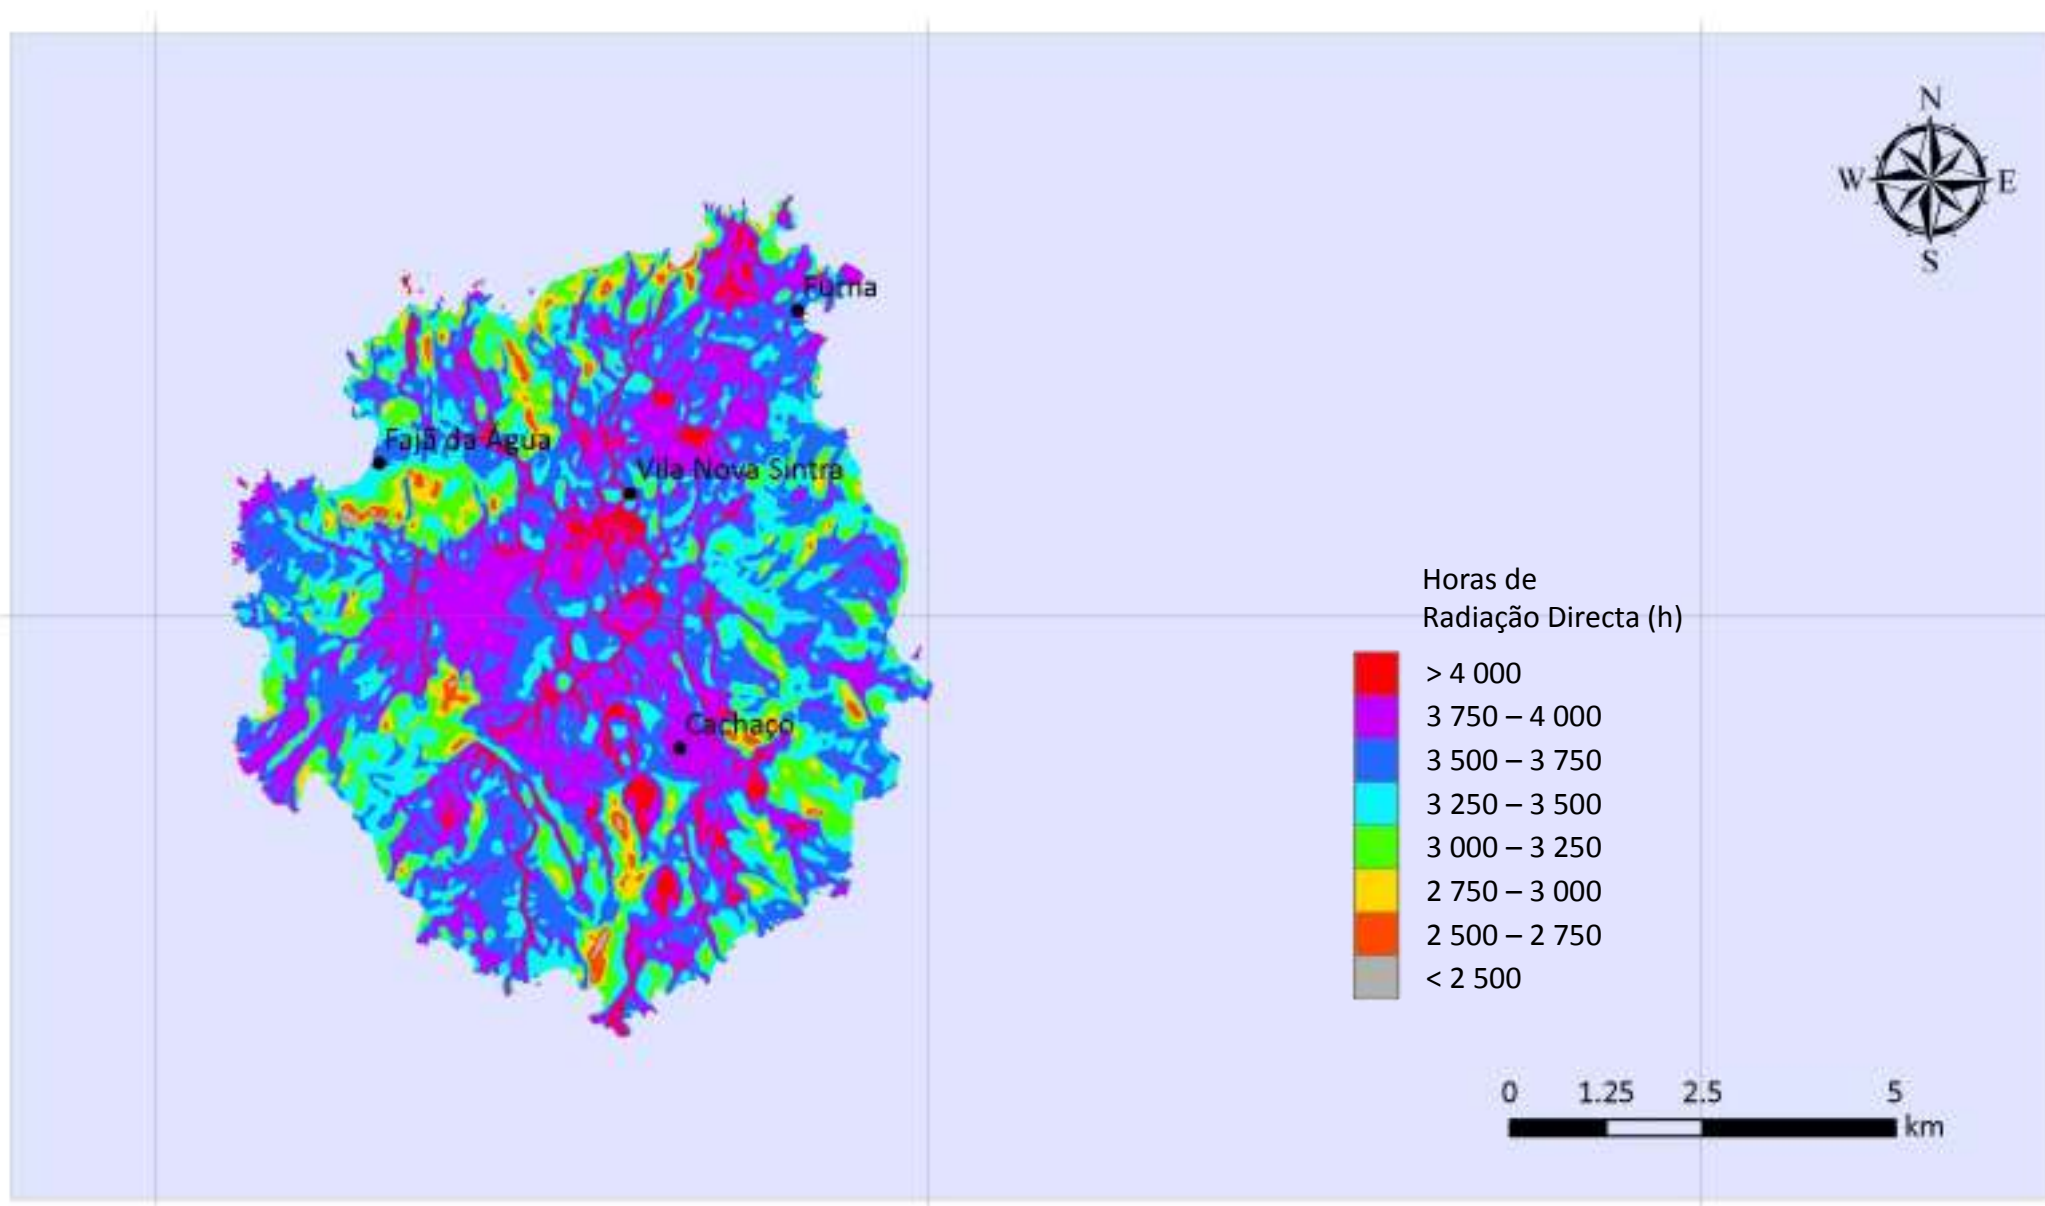 N
W
E
S
Furna
Fajã da Água
Vila Nova Sintra
Cachaço
Horas de
Radiação Directa (h)
> 4 000
3 750 – 4 000
3 500 – 3 750
3 250 – 3 500
3 000 – 3 250
2 750 – 3 000
2 500 – 2 750
< 2 500
0 1.25 2.5 5
km